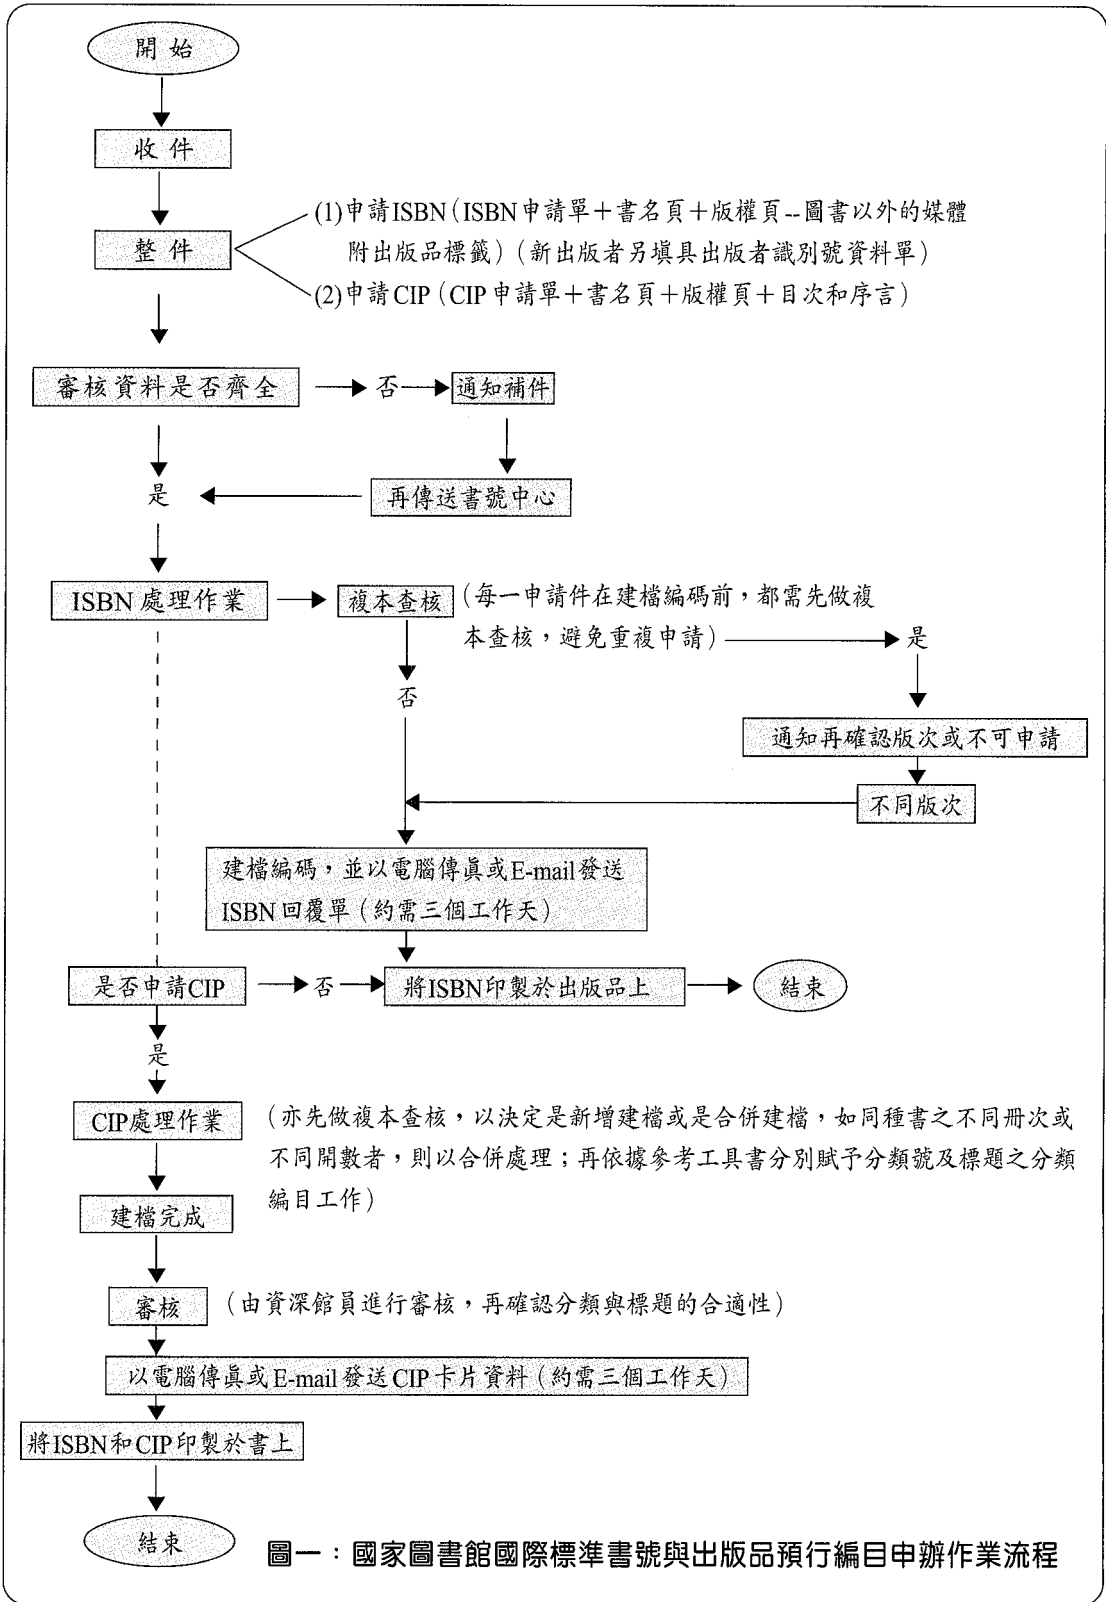 開始
收件
整件
(1)申請ISBN（ISBN申請單＋書名頁＋版權頁--圖書以外的媒體
附出版品標籤）（新出版者另填具出版者識別號資料單）
(2)申請CIP（CIP申請單＋書名頁＋版權頁＋目次和序言）
審核資料是否齊全
否
通知補件
是
再傳送書號中心
ISBN處理作業
複本查核
（每一申請件在建檔編碼前，都需先做複
本查核，避免重複申請）
是
否
通知再確認版次或不可申請
不同版次
建檔編碼，並以電腦傳真或E-mail發送
ISBN回覆單（約需三個工作天）
是否申請CIP
否
將ISBN印製於出版品上
結束
是
CIP處理作業
（亦先做複本查核，以決定是新增建檔或是合併建檔，如同種書之不同冊次或
不同開數者，則以合併處理；再依據參考工具書分別賦予分類號及標題之分類
編目工作）
建檔完成
審核
（由資深館員進行審核，再確認分類與標題的合適性）
以電腦傳真或E-mail發送CIP卡片資料（約需三個工作天）
將ISBN和CIP印製於書上
結束
圖一：國家圖書館國際標準書號與出版品預行編目申辦作業流程